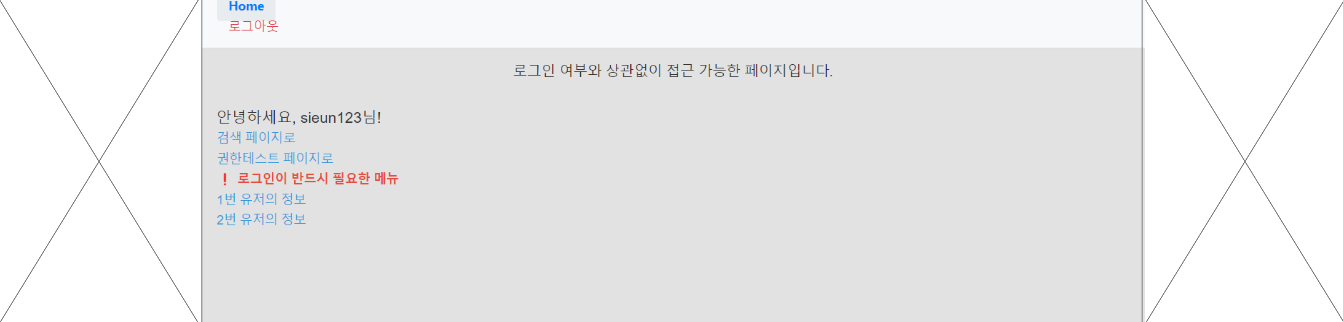 Home
로그아웃
로그인 여부와 상관없이 접근 가능한 페이지입니다.
안녕하세요, sieun123님!
검색 페이지로
권한테스트 페이지로
❗ 로그인이 반드시 필요한 메뉴
1번 유저의 정보
2번 유저의 정보